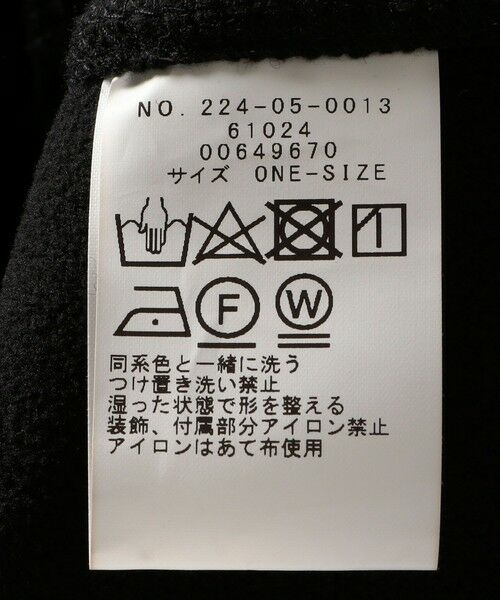 NO. 224-05-0013
61024
00649670
サイズ ONE-SIZE
F W
同系色と一緒に洗う
つけ置き洗い禁止
湿った状態で形を整える
装飾、付属部分アイロン禁止
アイロンはあて布使用